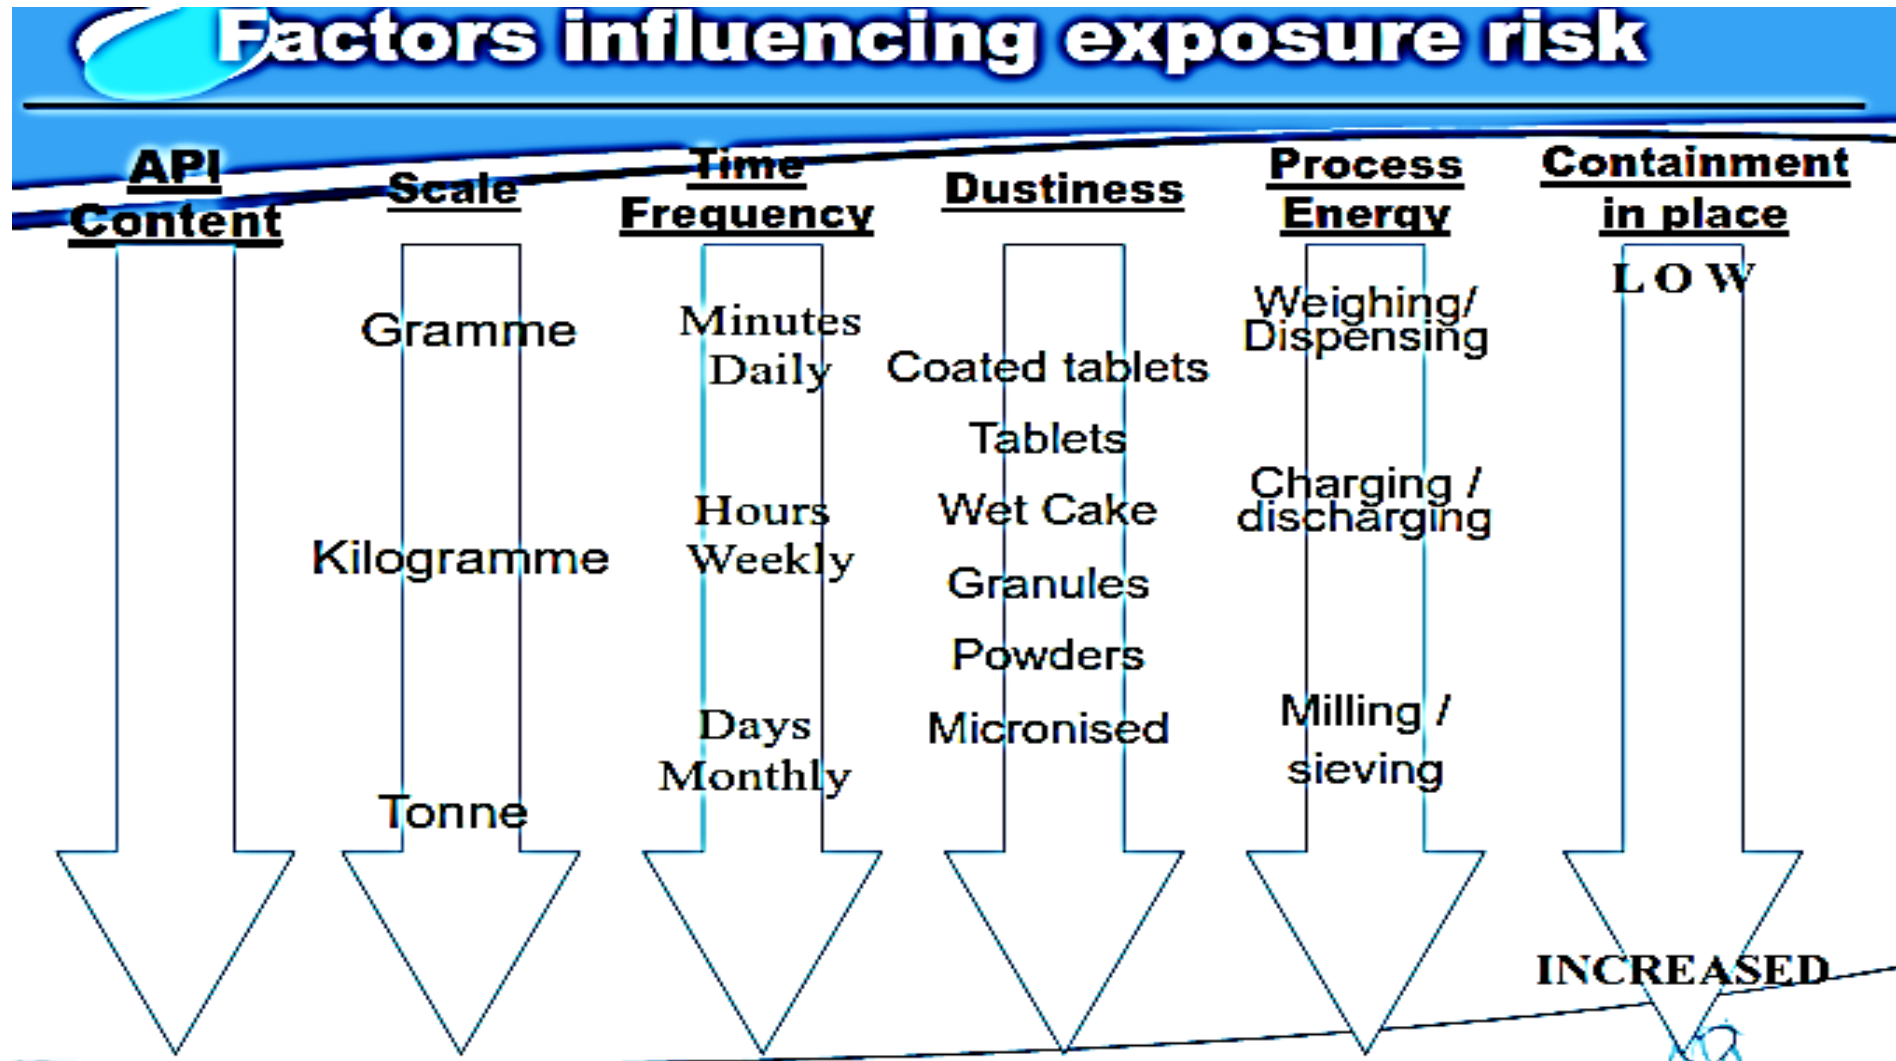 Factors influencing exposure risk
API
Content
Scale
Time
Frequency
Dustiness
Process
Energy
Containment
in place
Gramme
Kilogramme
Tonne
Minutes
Daily
Hours
Weekly
Days
Monthly
Coated tablets
Tablets
Wet Cake
Granules
Powders
Micronised
Weighing/
Dispensing
Charging /
discharging
Milling /
sieving
L O W
INCREASED